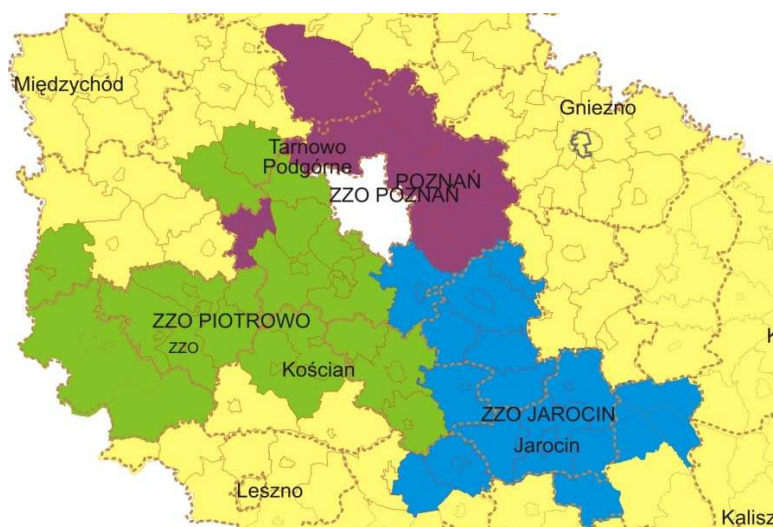 Międzychód
Gniezno
Tarnowo
Podgórne
POZNAŃ
ZZO POZNAŃ
ZZO PIOTROWO
ZZO
Kościan
ZZO JAROCIN
Jarocin
Leszno
Kalisz
K